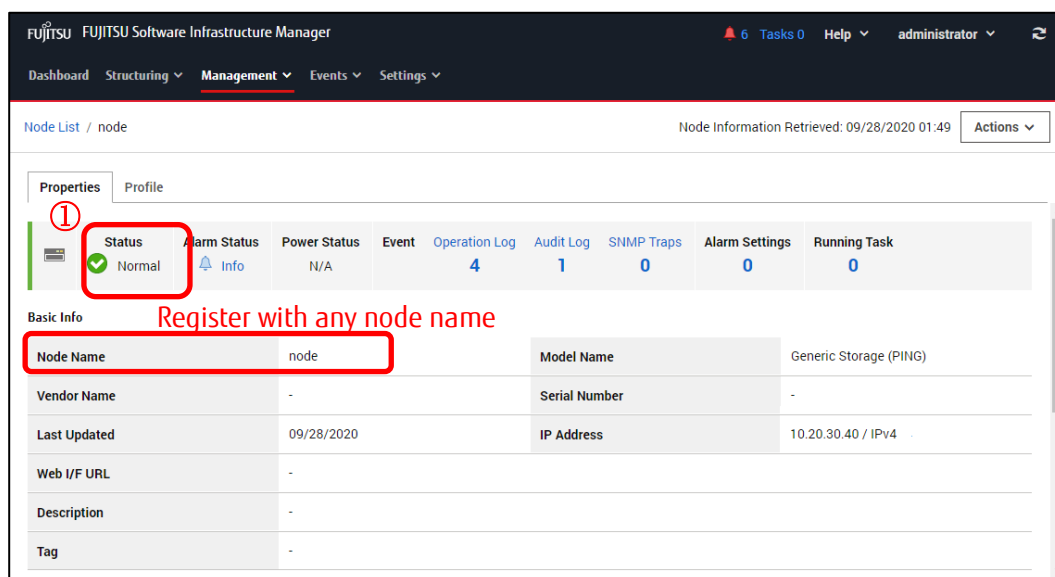 FUJITSU FUJITSU Software Infrastructure Manager 6 Tasks 0 Help administrator
Dashboard Structuring Management Events Settings
Node List / node Node Information Retrieved: 09/28/2020 01:49 Actions
Properties Profile
①
Status Alarm Status Power Status Event Operation Log Audit Log SNMP Traps Alarm Settings Running Task
Normal Info N/A 4 1 0 0 0
Basic Info Register with any node name
Node Name node Model Name Generic Storage (PING)
Vendor Name - Serial Number -
Last Updated 09/28/2020 IP Address 10.20.30.40 / IPv4
Web I/F URL -
Description -
Tag -